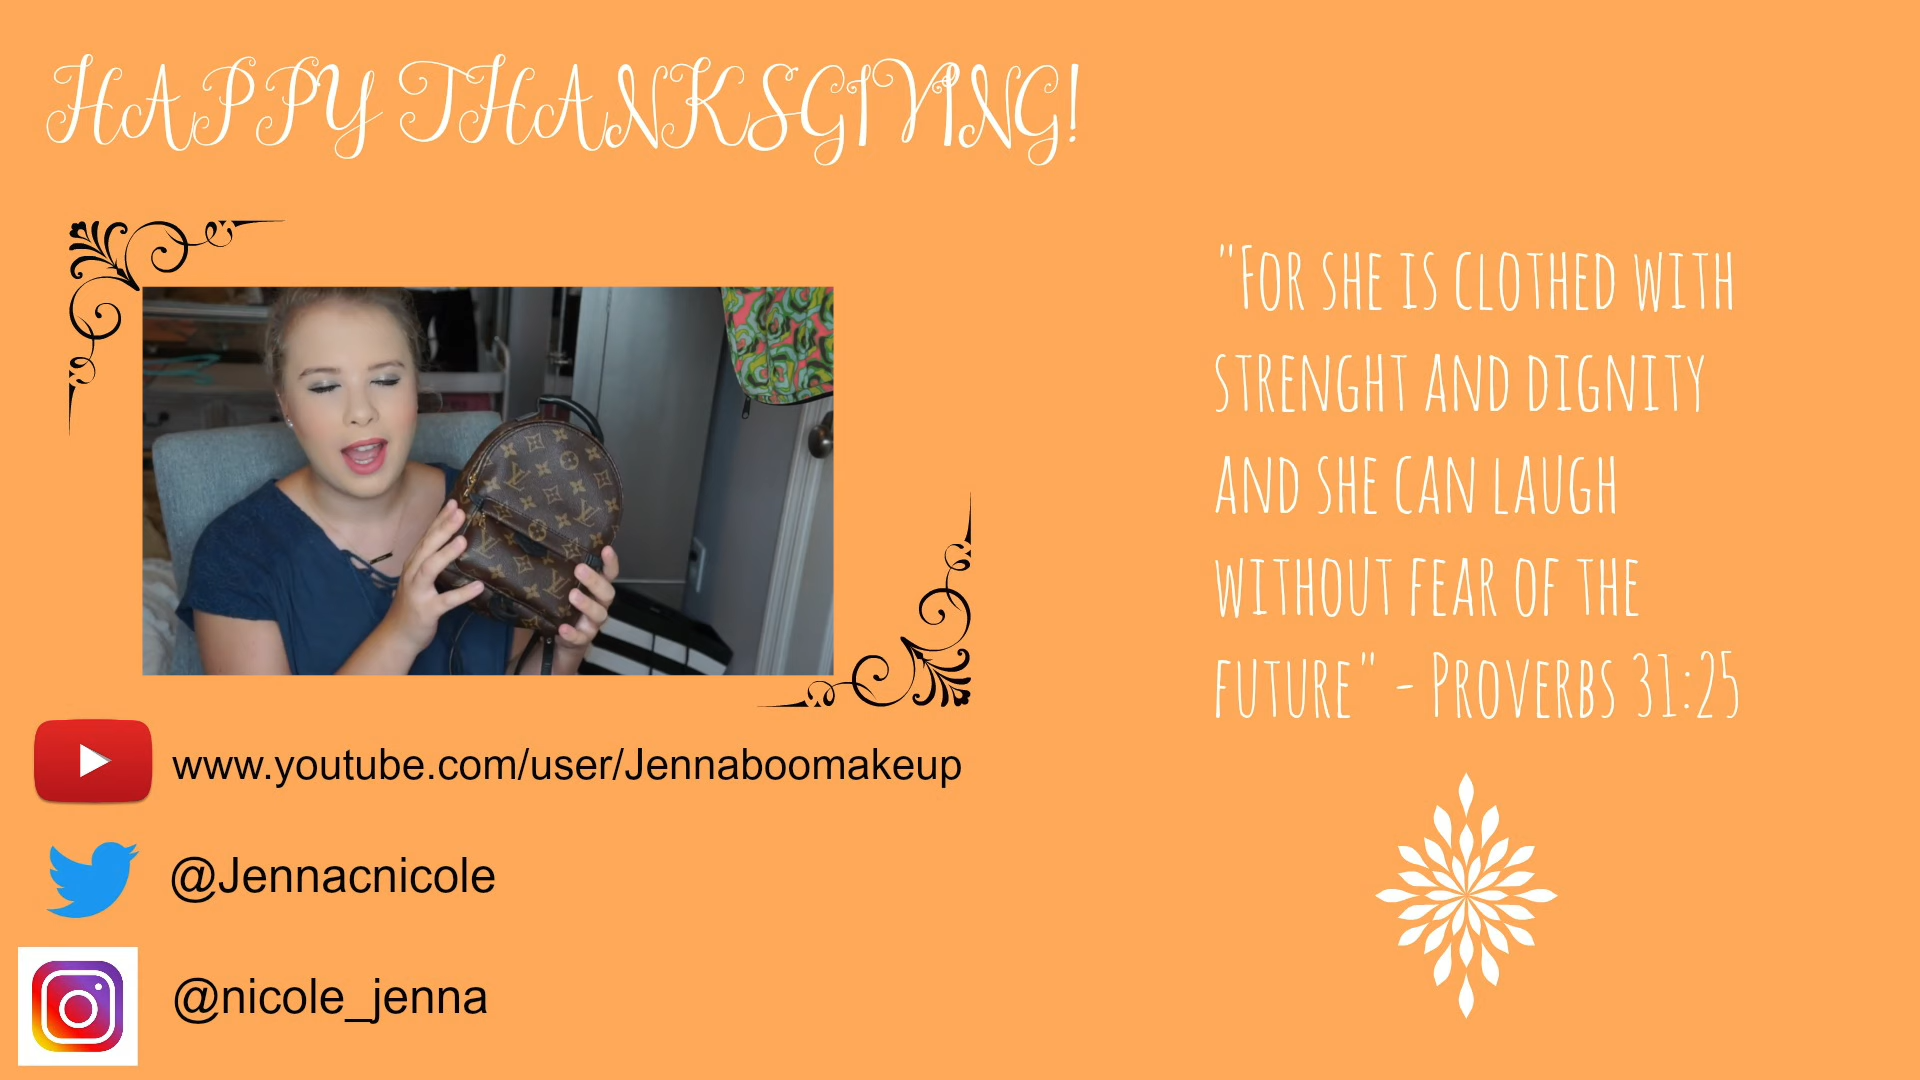 HAPPY THANKSGIVING!
"For she is clothed with
strenght and dignity
and she can laugh
without fear of the
future" - Proverbs 31:25
www.youtube.com/user/Jennaboomakeup
@Jennacnicole
@nicole_jenna